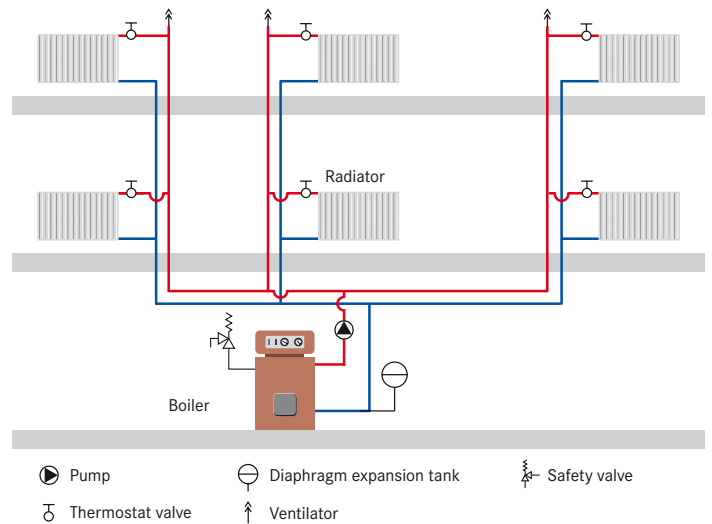 Radiator
Boiler
Pump
Diaphragm expansion tank
Safety valve
Thermostat valve
Ventilator